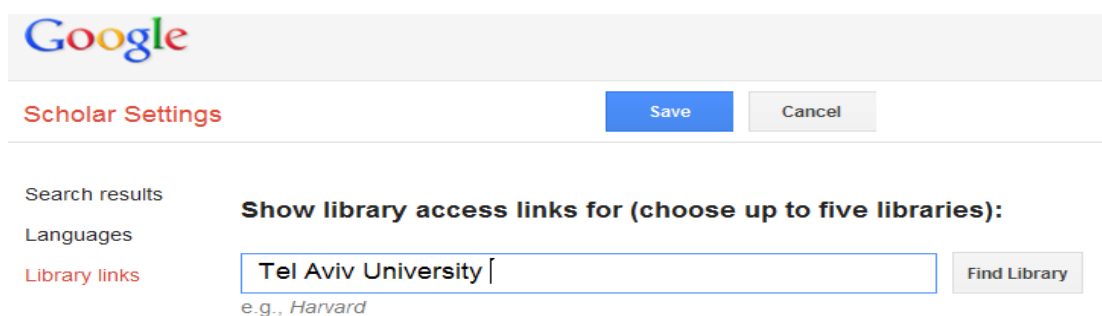 Google
Scholar Settings Save Cancel
Search results
Show library access links for (choose up to five libraries):
Languages
Library links Tel Aviv University Find Library
e.g., Harvard